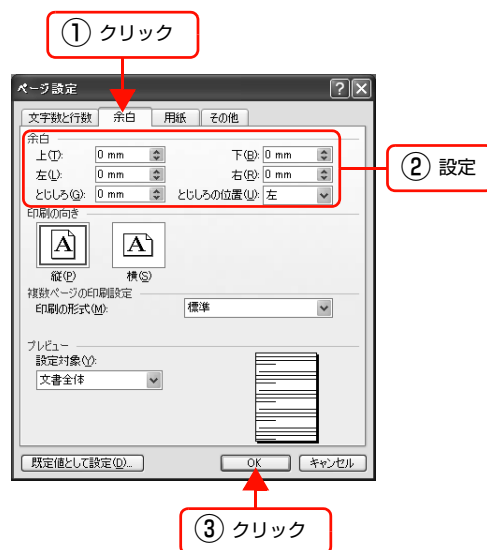 ① クリック
ページ設定
文字数と行数 余白 用紙 その他
余白
上(T): 0 mm 下(B): 0 mm
左(L): 0 mm 右(R): 0 mm
とじしろ(G): 0 mm とじしろの位置(U): 左
② 設定
印刷の向き
A A
縦(P) 横(S)
複数ページの印刷設定
印刷の形式(M): 標準
プレビュー
設定対象(Y):
文書全体
既定値として設定(D)... OK キャンセル
③ クリック